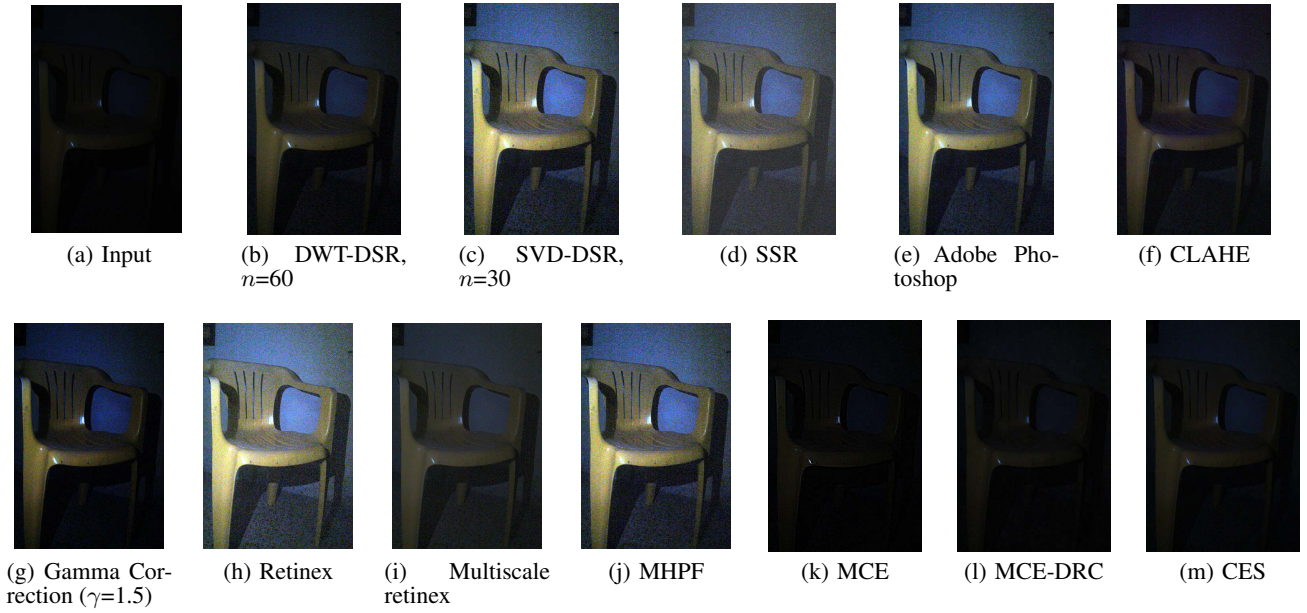 (a) Input
(b) DWT-DSR,
n=60
(c) SVD-DSR,
n=30
(d) SSR
(e) Adobe Pho-
toshop
(f) CLAHE
(g) Gamma Cor-
rection (γ=1.5)
(h) Retinex
(i) Multiscale
retinex
(j) MHPF
(k) MCE
(l) MCE-DRC
(m) CES